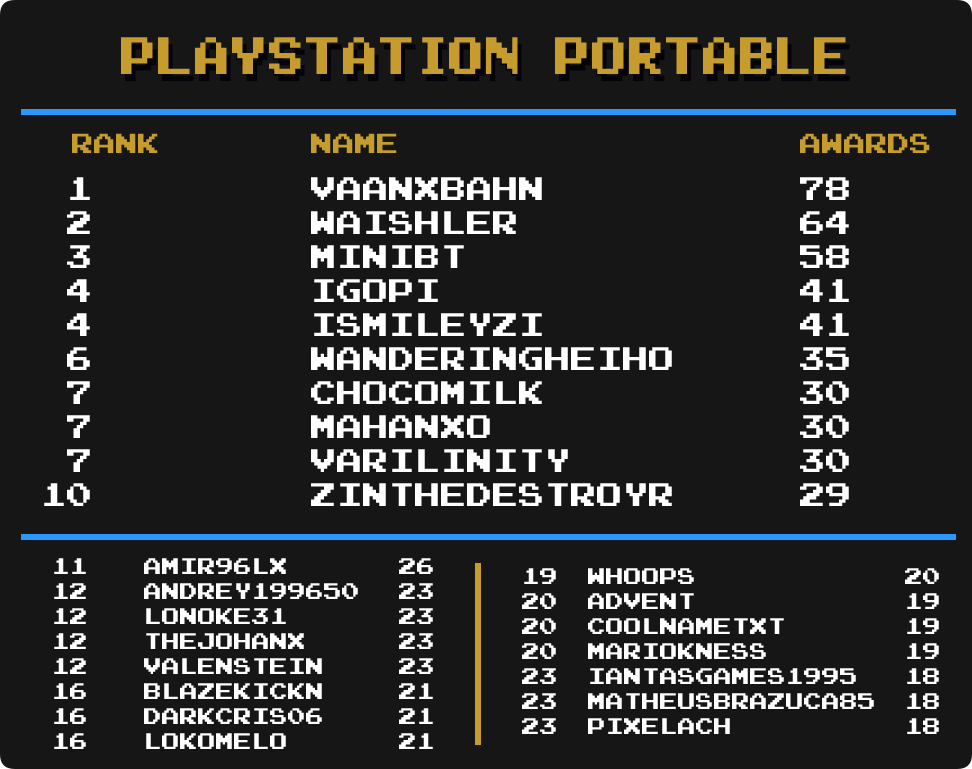 PLAYSTATION PORTABLE
RANK NAME AWARDS
1 VAANXBAHN 78
2 WAISHLER 64
3 MINIBT 58
4 IGOPI 41
4 ISMILEYZI 41
6 WANDERINGHEIHO 35
7 CHOCOMILK 30
7 MAHANXO 30
7 VARILINITY 30
10 ZINTHEDESTROYR 29
11 AMIR96LX 26
12 ANDREY199650 23
12 LONOKE31 23
12 THEJOHANX 23
12 VALENSTEIN 23
16 BLAZEKICKN 21
16 DARKCRIS06 21
16 LOKOMELO 21
19 WHOOPS 20
20 ADVENT 19
20 COOLNAMETXT 19
20 MARIOKNESS 19
23 IANTASGAMES1995 18
23 MATHEUSBRAZUCA85 18
23 PIXELACH 18